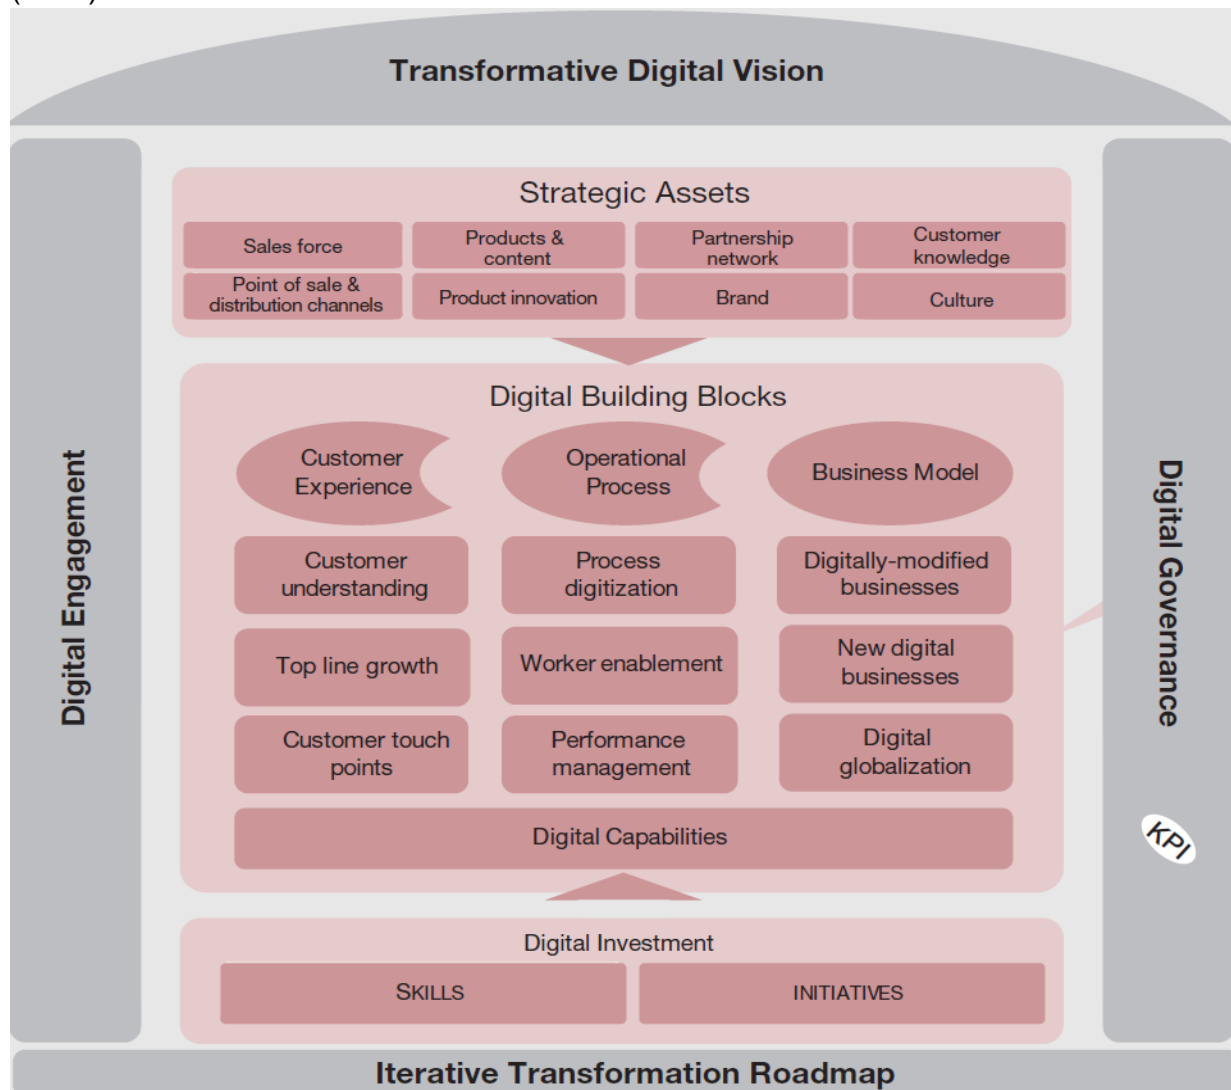 Transformative Digital Vision
Digital Engagement
Strategic Assets
Sales force
Products &
content
Partnership
network
Customer
knowledge
Point of sale &
distribution channels
Product innovation
Brand
Culture
Digital Building Blocks
Customer
Experience
Operational
Process
Business Model
Customer
understanding
Process
digitization
Digitally-modified
businesses
Top line growth
Worker enablement
New digital
businesses
Customer touch
points
Performance
management
Digital
globalization
Digital Capabilities
Digital Investment
SKILLS
INITIATIVES
Digital Governance
KPI
Iterative Transformation Roadmap